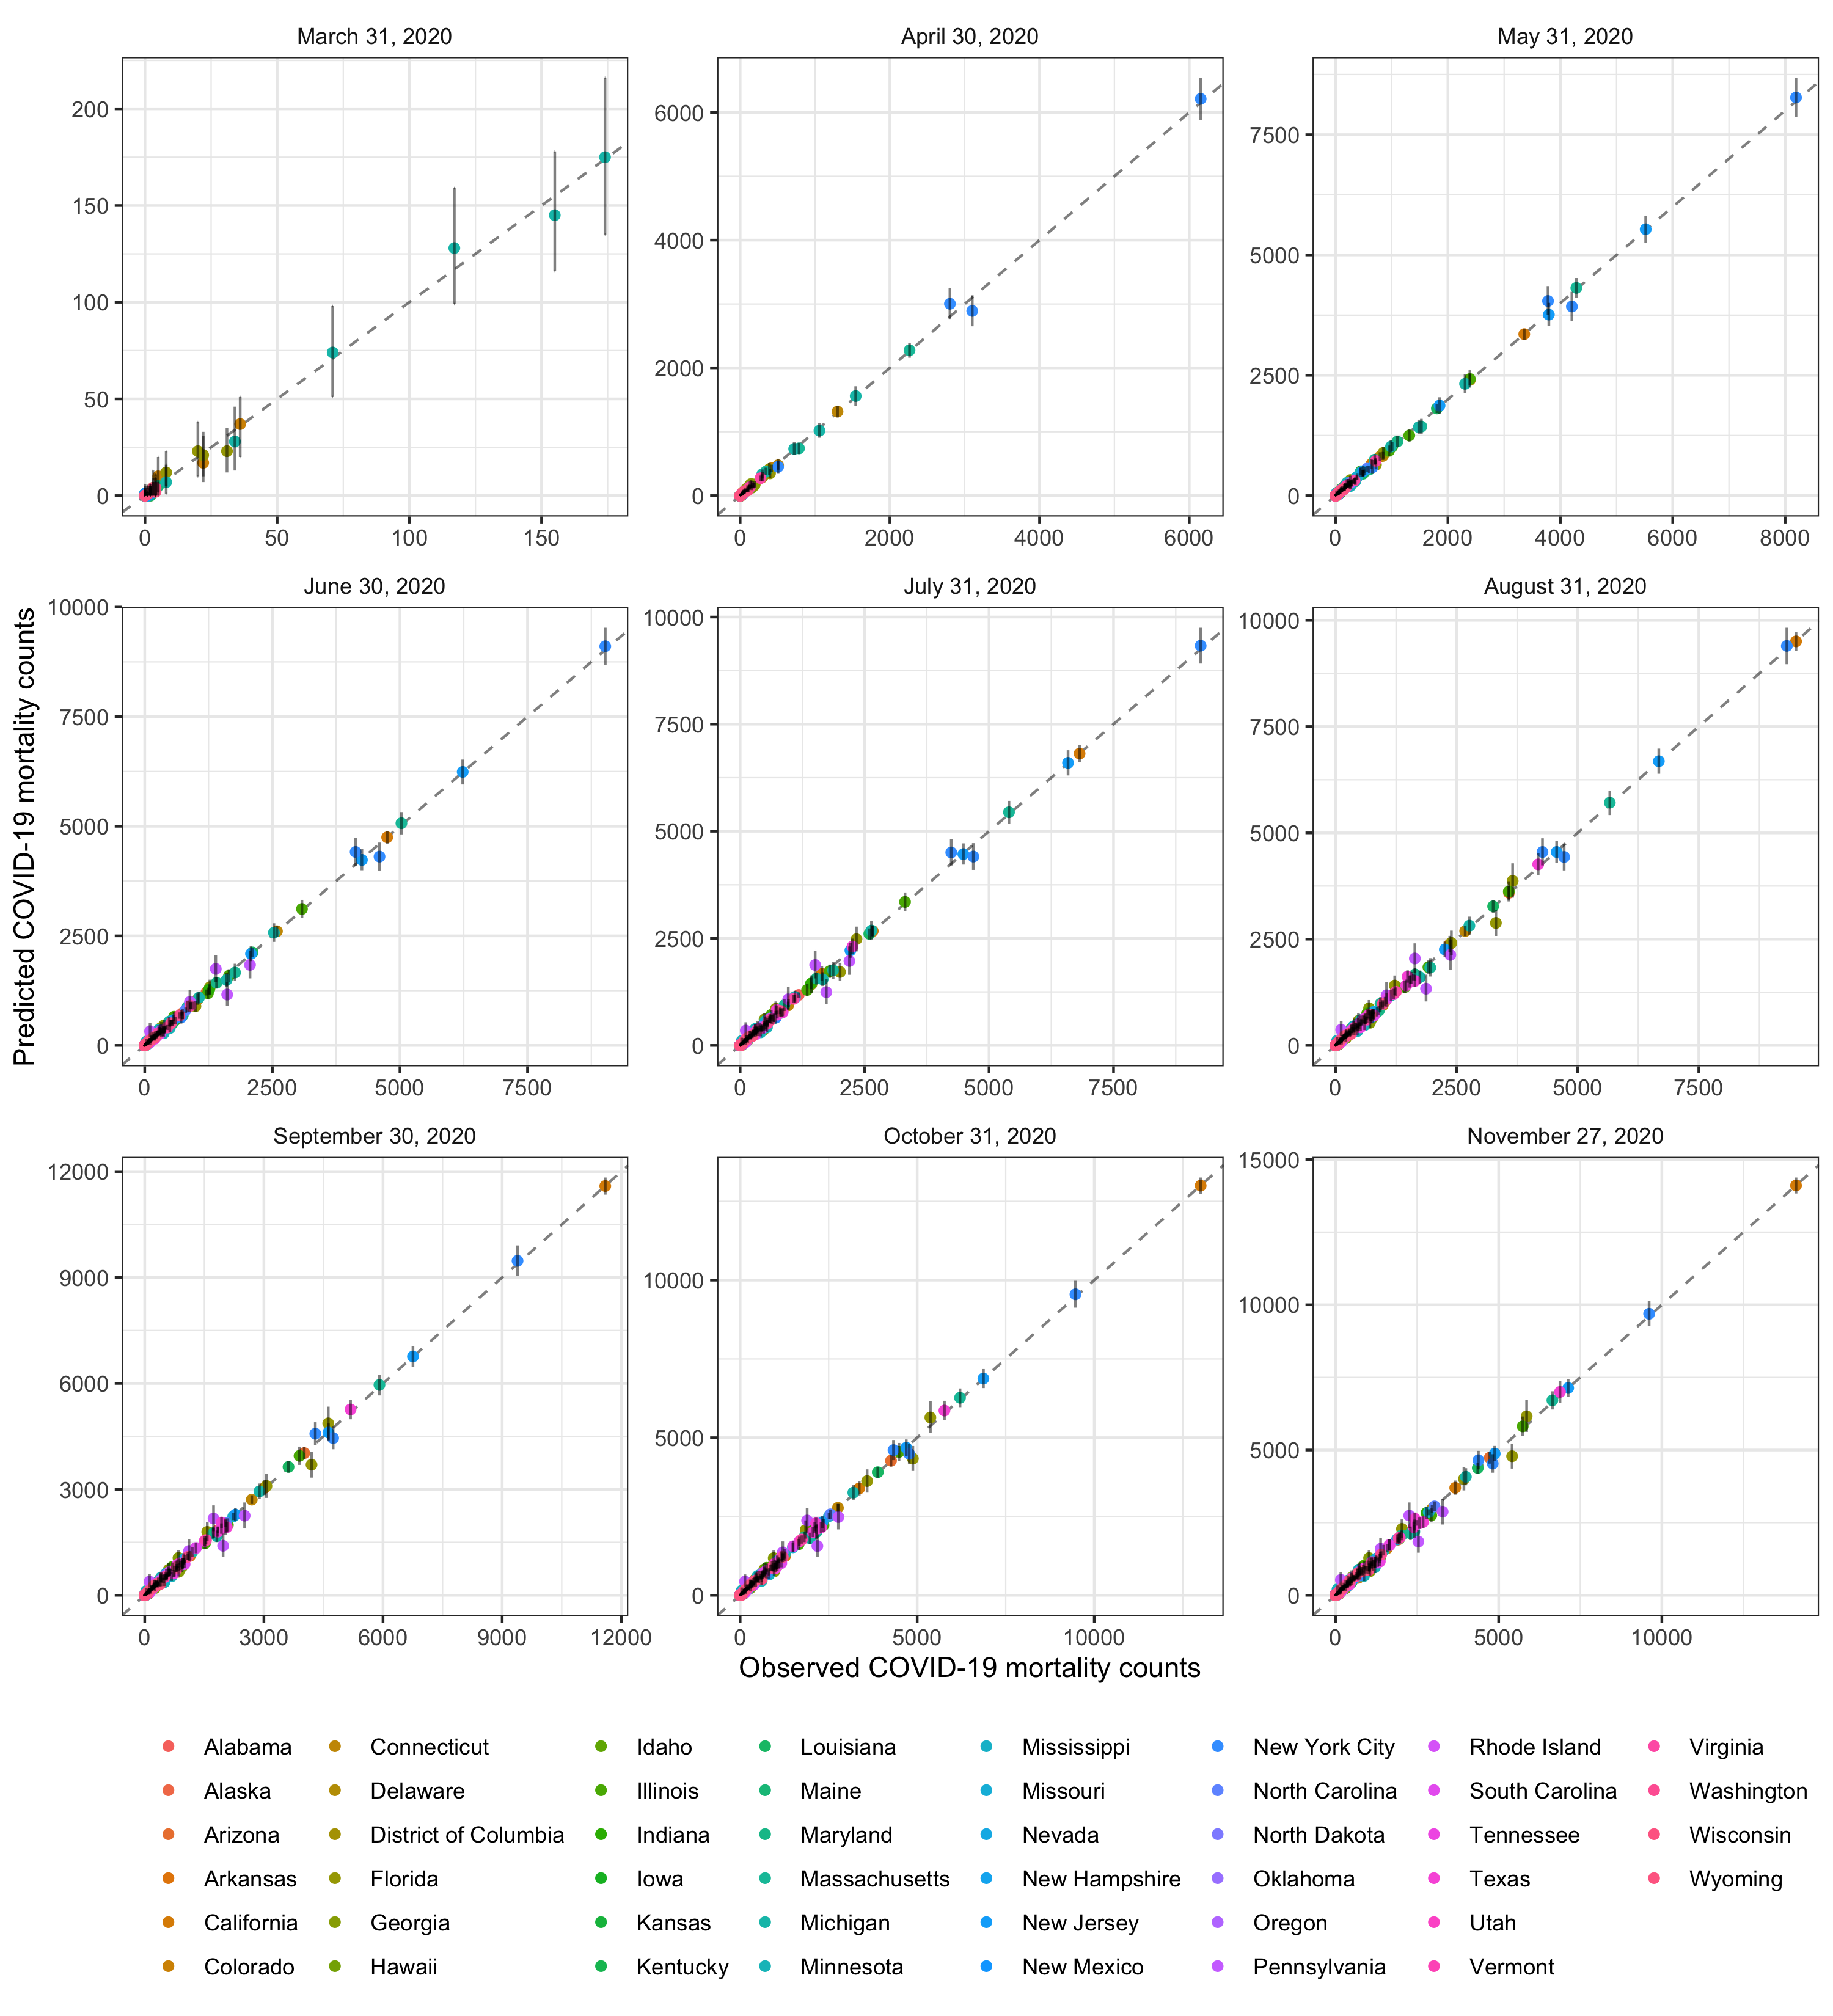 March 31, 2020
April 30, 2020
May 31, 2020
200
150
100
50
0
0 50 100 150
6000
4000
2000
0
0 2000 4000 6000
7500
5000
2500
0
0 2000 4000 6000 8000
June 30, 2020
July 31, 2020
August 31, 2020
Predicted COVID-19 mortality counts
10000
7500
5000
2500
0
0 2500 5000 7500
10000
7500
5000
2500
0
0 2500 5000 7500
10000
7500
5000
2500
0
0 2500 5000 7500
September 30, 2020
October 31, 2020
November 27, 2020
12000
9000
6000
3000
0
0 3000 6000 9000 12000
10000
5000
0
0 5000 10000
15000
10000
5000
0
0 5000 10000
Observed COVID-19 mortality counts
Alabama Connecticut Idaho Louisiana Mississippi New York City Rhode Island Virginia
Alaska Delaware Illinois Maine Missouri North Carolina South Carolina Washington
Arizona District of Columbia Indiana Maryland Nevada North Dakota Tennessee Wisconsin
Arkansas Florida Iowa Massachusetts New Hampshire Oklahoma Texas Wyoming
California Georgia Kansas Michigan New Jersey Oregon Utah
Colorado Hawaii Kentucky Minnesota New Mexico Pennsylvania Vermont